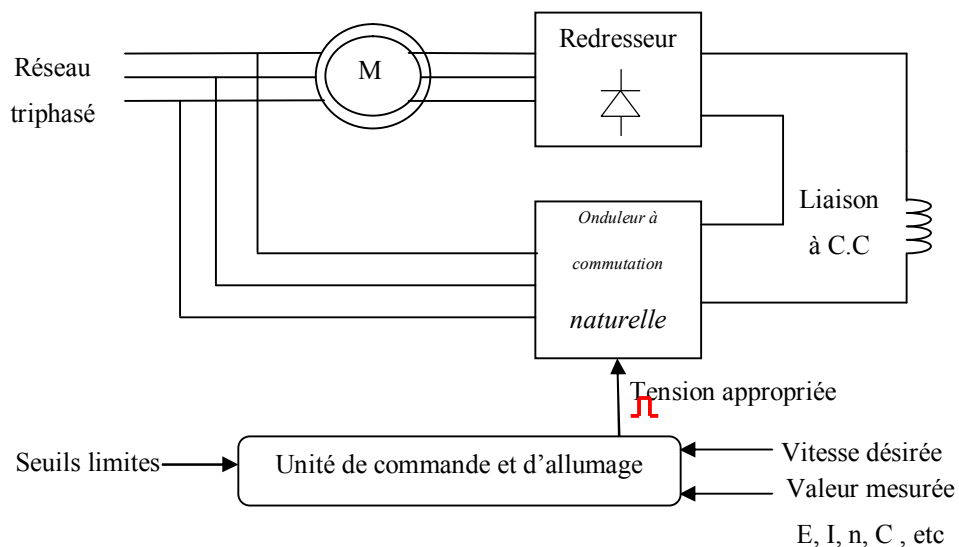 Réseau
triphasé
M
Redresseur
Liaison
à C.C
Onduleur à
commutation
naturelle
Tension appropriée
Seuils limites
Unité de commande et d’allumage
Vitesse désirée
Valeur mesurée
E, I, n, C , etc